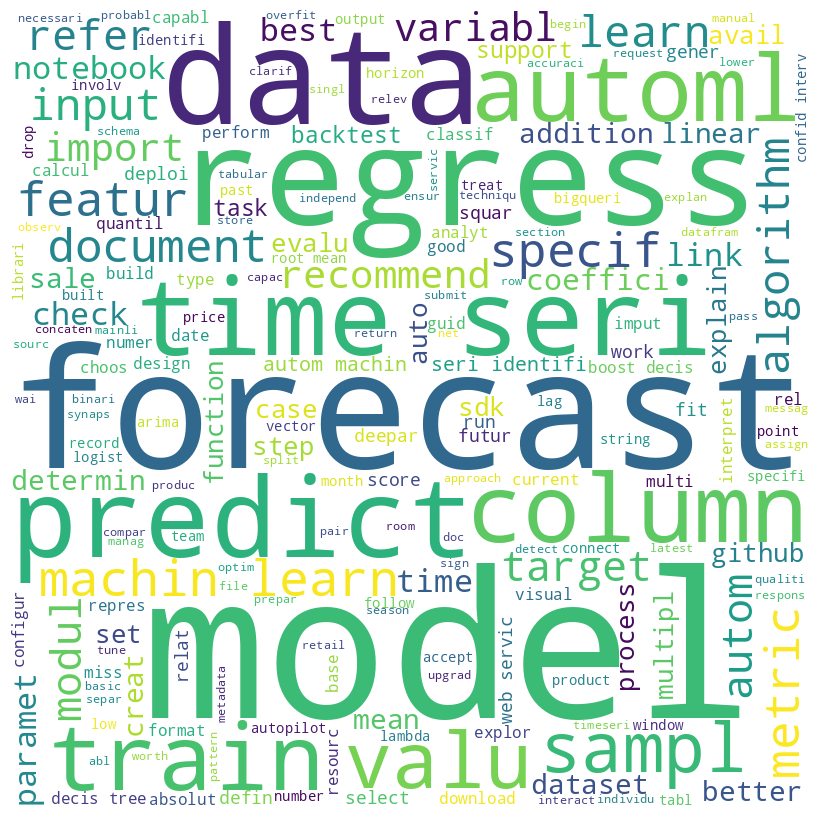 necessari
probabl
overfit
output
begin
manual
refer
capabl
best
variabl
learn
avail
identifi
clarif
horizon
support
gener
accuraci
request
lower
notebook
data
automl
involv
singl
relev
input
schema
perform
backtest
classif
addition
linear
confid interv
drop
import
regress
calcul
deploi
tabular
past
independ
ensur
servic
treat
techniqu
bigqueri
explan
algorithm
featur
task
store
squar
section
datafram
observ
quantil
analyt
good
document
evalu
root mean
specif
link
librari
sale
build
type
recommend
capac
row
coeffici
explain
check
built
time seri
submit
price
auto
guid
imput
pass
concaten
mainli
numer
date
return
net
work
sourc
choos
design
autom machin
seri identifi
boost decis
forecast
wai
binari
function
case
sdk
lag
fit
rel
messag
synaps
arima
vector
run
string
point
record
logist
step
deepar
futur
interpret
assign
determin
split
month
score
approach
current
multi
specifi
produc
predict
column
compar
team
pair
room
doc
manag
detect
connect
latest
github
optim
sign
machin learn
file
time
target
qualiti
prepar
follow
visual
respons
autom
configur
modul
repres
season
model
process
multipl
metric
set
relat
retail
accept
web servic
tune
miss
basic
creat
base
upgrad
product
separ
metadata
paramet
low
format
autopilot
mean
explor
timeseri
window
train
valu
sampl
lambda
abl
worth
pattern
resourc
dataset
better
decis tree
absolut
defin
number
select
download
interact
individu
tabl